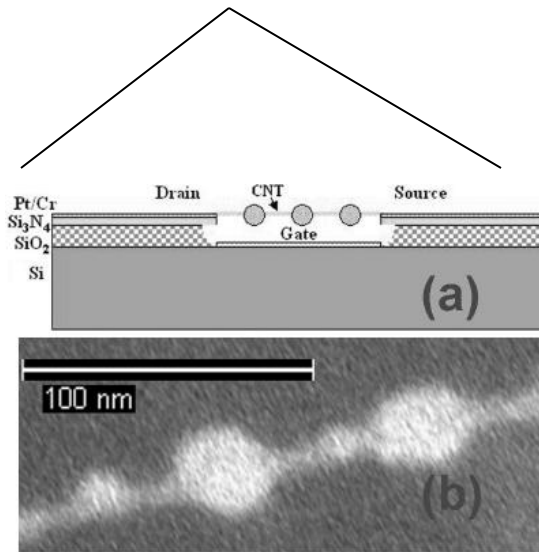 Drain CNT Source
Pt/Cr
Si₃N₄
Gate
SiO₂
Si
(a)
100 nm
(b)